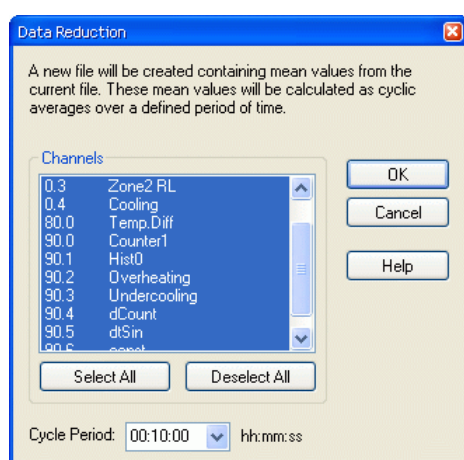 Data Reduction
A new file will be created containing mean values from the
current file. These mean values will be calculated as cyclic
averages over a defined period of time.
Channels
0.3 Zone2 RL
0.4 Cooling
80.0 Temp.Diff
90.0 Counter1
90.1 Hist0
90.2 Overheating
90.3 Undercooling
90.4 dCount
90.5 dtSin
90.6
OK
Cancel
Help
Select All Deselect All
Cycle Period: 00:10:00 hh:mm:ss